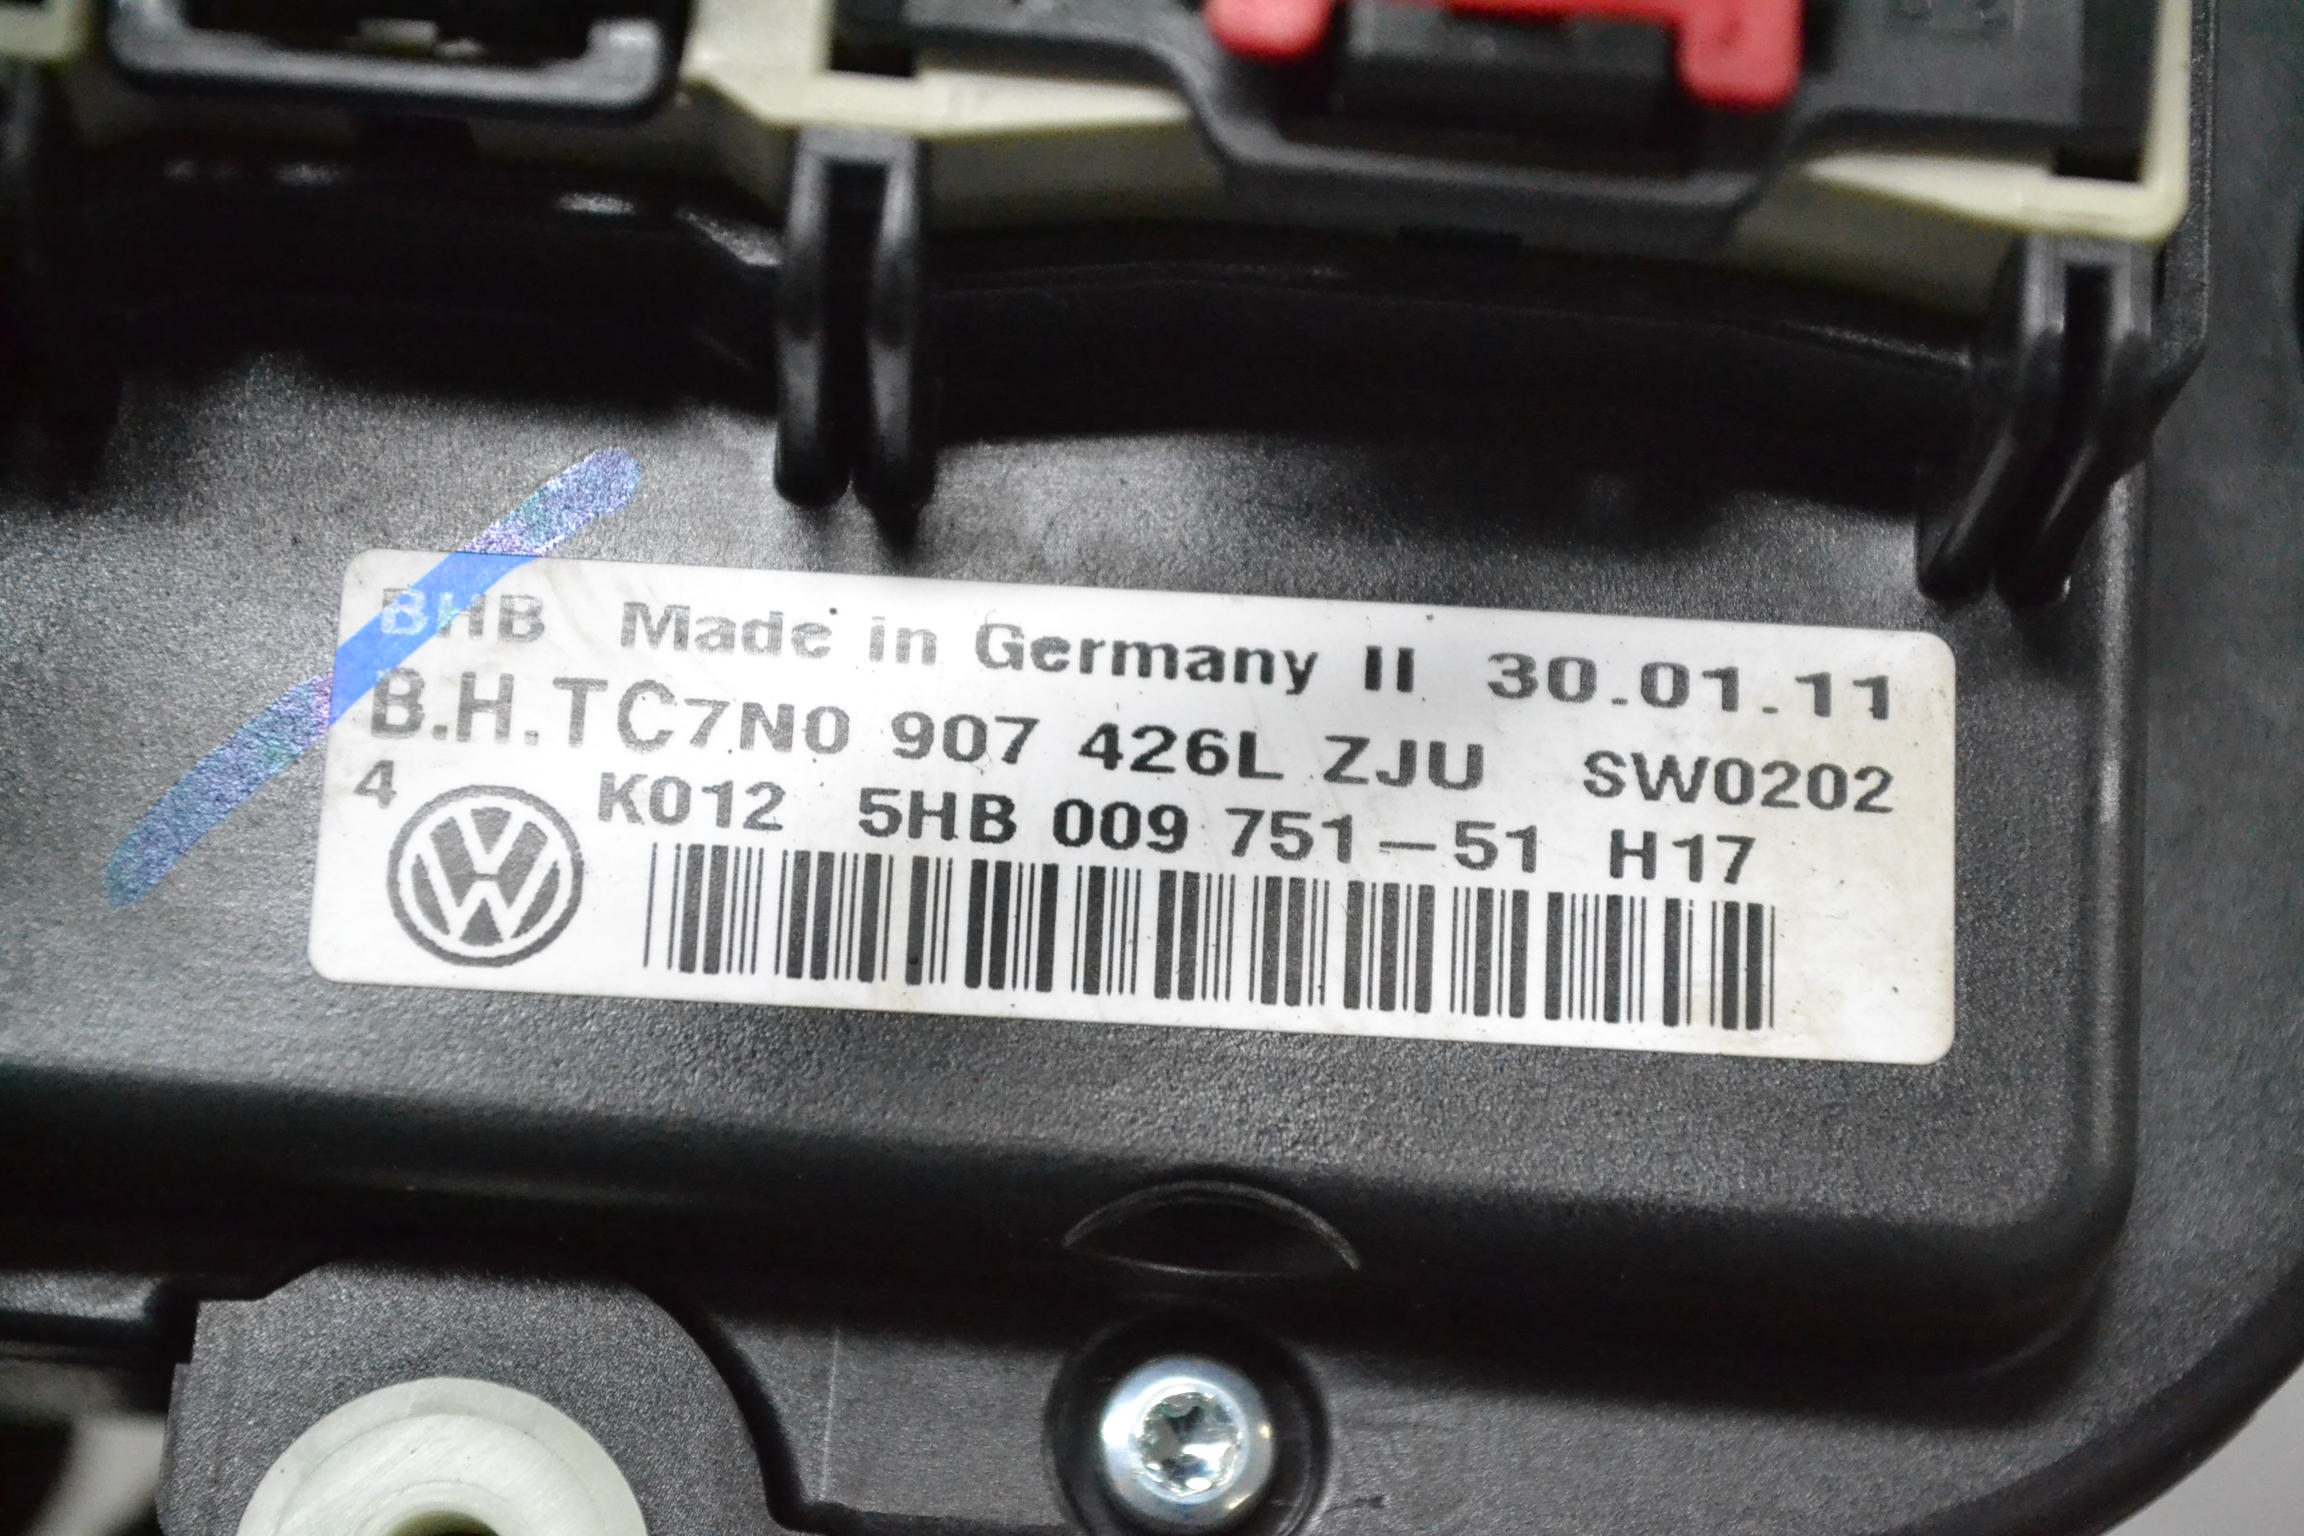 BHB Made in Germany II 30.01.11
B.H.TC7N0 907 426L ZJU SW0202
4 K012 5HB 009 751-51 H17